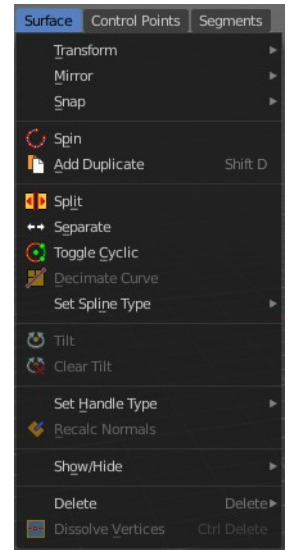 Surface Control Points Segments
Transform
Mirror
Snap
Spin
Add Duplicate Shift D
Split
Separate
Toggle Cyclic
Decimate Curve
Set Spline Type
Tilt
Clear Tilt
Set Handle Type
Recalc Normals
Show/Hide
Delete Delete
Dissolve Vertices Ctrl Delete